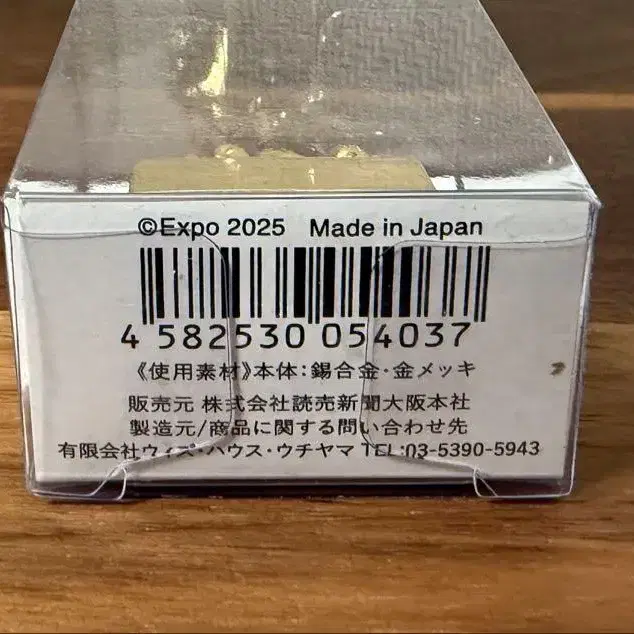 ©Expo 2025 Made in Japan
4 582530 054037
《使用素材》本体：錫合金・金メッキ
販売元 株式会社読売新聞大阪本社
製造元/商品に関する問い合わせ先
有限会社ウィズ・ハウス・ウチヤマ TEL:03-5390-5943